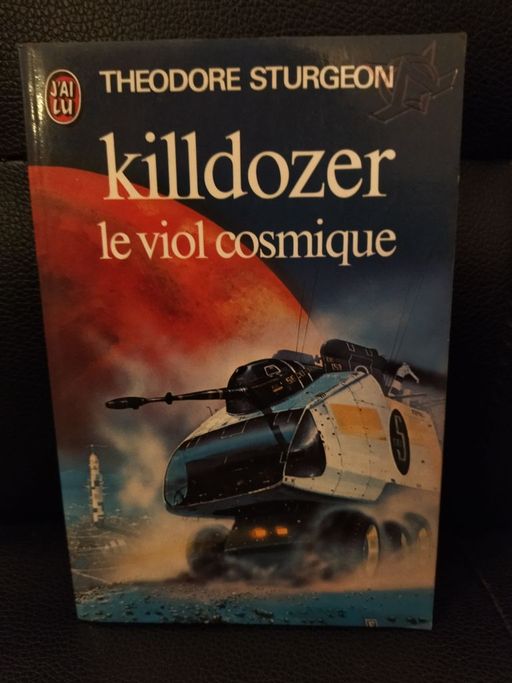 J'AI
LU
THEODORE STURGEON
killdozer
le viol cosmique